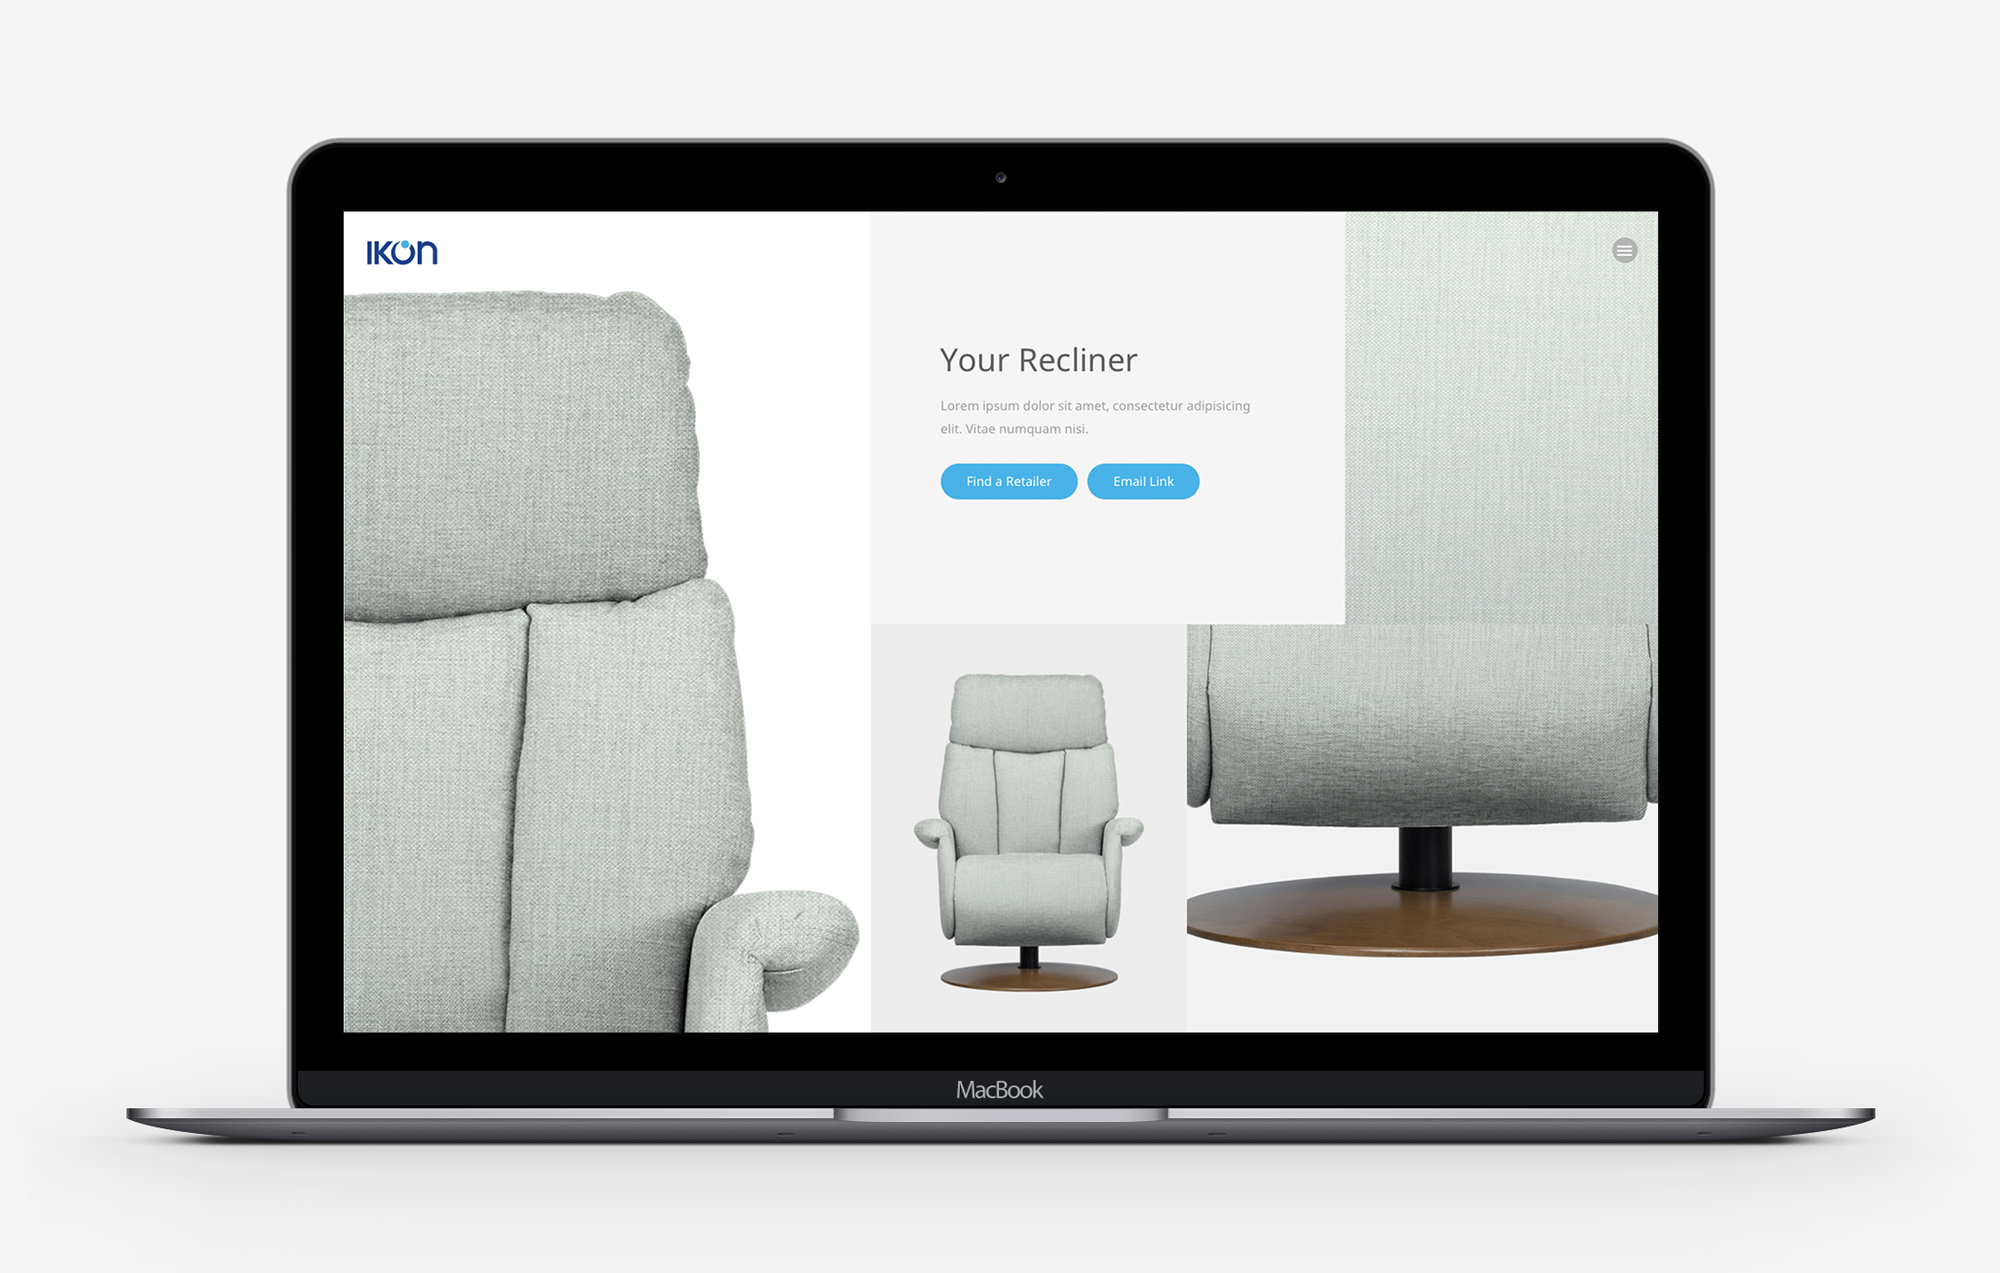 IKON
Your Recliner
Lorem ipsum dolor sit amet, consectetur adipisicing
elit. Vitae numquam nisi.
Find a Retailer
Email Link
MacBook